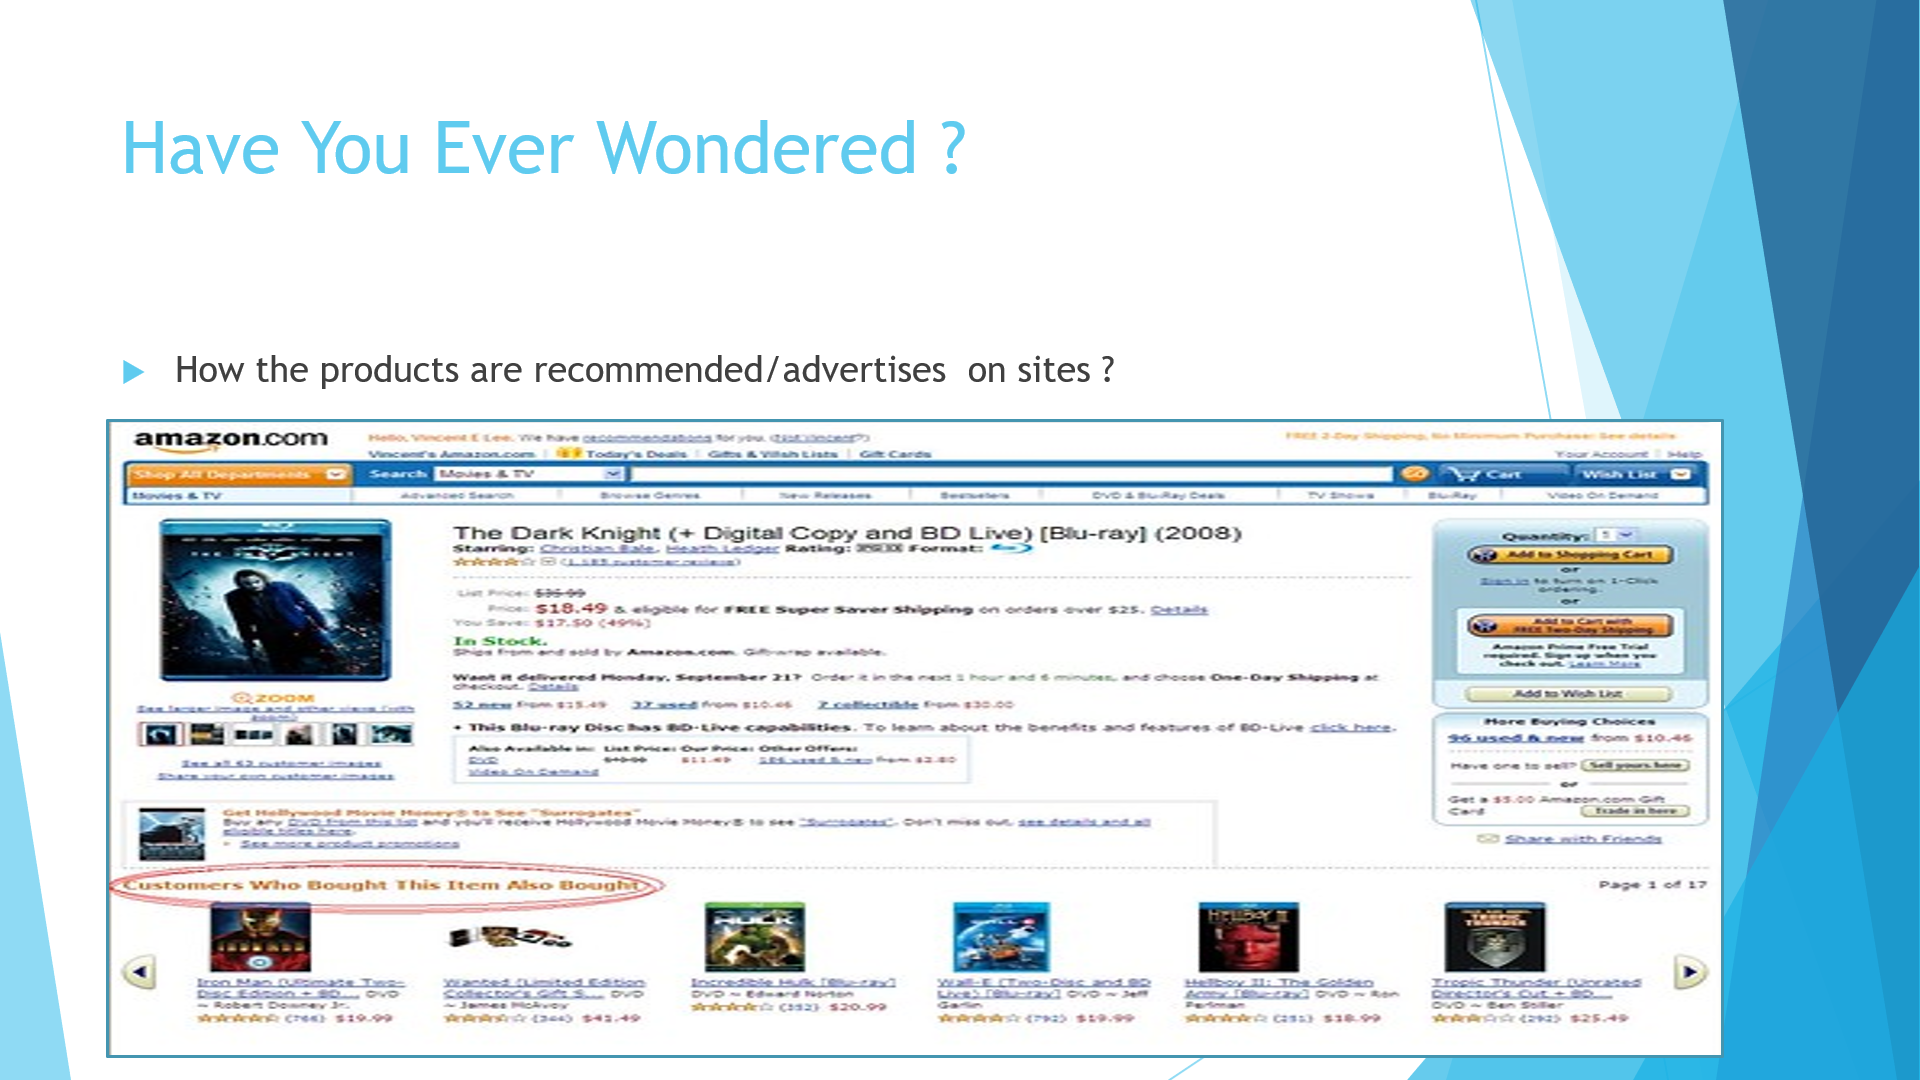 Have You Ever Wondered ?
How the products are recommended/advertises on sites ?
amazon.com
Hello, Vincent E Lee. We have recommendations for you. (Not Vincent?)
FREE 2-Day Shipping, No Minimum Purchase: See details
Vincent's Amazon.com | Today's Deals | Gifts & Wish Lists | Gift Cards
Your Account | Help
Shop All Departments
Search Movies & TV
Cart
Wish List
Movies & TV
Advanced Search | Browse Genres | New Releases | Bestsellers | DVD & Blu-Ray Deals | TV Shows | Blu-Ray | Video On Demand
THE DARK KNIGHT
The Dark Knight (+ Digital Copy and BD Live) [Blu-ray] (2008)
Starring: Christian Bale, Heath Ledger Rating: Format:
(1,183 customer reviews)
List Price: $35.99
Price: $18.49 & eligible for FREE Super Saver Shipping on orders over $25. Details
You Save: $17.50 (49%)
In Stock.
Ships from and sold by Amazon.com. Gift-wrap available.
Want it delivered Monday, September 21? Order it in the next 1 hour and 6 minutes, and choose One-Day Shipping at
checkout. Details
52 new from $15.49 37 used from $10.46 7 collectible from $30.00
• This Blu-ray Disc has BD-Live capabilities. To learn about the benefits and features of BD-Live click here.
Also Available in: List Price: Our Price: Other Offers:
DVD $11.49 186 used & new from $2.80
Video On Demand
ZOOM
See larger image and other views (with
zoom)
See all 63 customer images
Share your own customer images
Quantity: 1
Add to Shopping Cart
or
Sign in to turn on 1-Click
ordering.
or
Add to Cart with
FREE Two-Day Shipping
Amazon Prime Free Trial
required. Sign up when you
check out. Learn More
Add to Wish List
More Buying Choices
96 used & new from $10.46
Have one to sell? Sell yours here
or
Get a $5.00 Amazon.com Gift
Card Trade in here
Share with Friends
Get Hollywood Movie Money® to See "Surrogates"
Buy any DVD from this list and you'll receive Hollywood Movie Money® to see "Surrogates". Don't miss out, see details and all
eligible titles here.
See more product promotions
Customers Who Bought This Item Also Bought
Page 1 of 17
HULK
WALL-E
HELLBOY II
TROPIC
THUNDER
Iron Man (Ultimate Two-
Disc Edition + BD... DVD
~ Robert Downey Jr.
(766) $19.99
Wanted (Limited Edition
Collector's Gift S... DVD
~ James McAvoy
(344) $41.49
Incredible Hulk [Blu-ray]
DVD ~ Edward Norton
(352) $20.99
Wall-E (Two-Disc and BD
Live) [Blu-ray] DVD ~ Jeff
Garlin
(792) $19.99
Hellboy II: The Golden
Army [Blu-ray] DVD ~ Ron
Perlman
(251) $18.99
Tropic Thunder (Unrated
Director's Cut + BD...
DVD ~ Ben Stiller
(292) $25.49